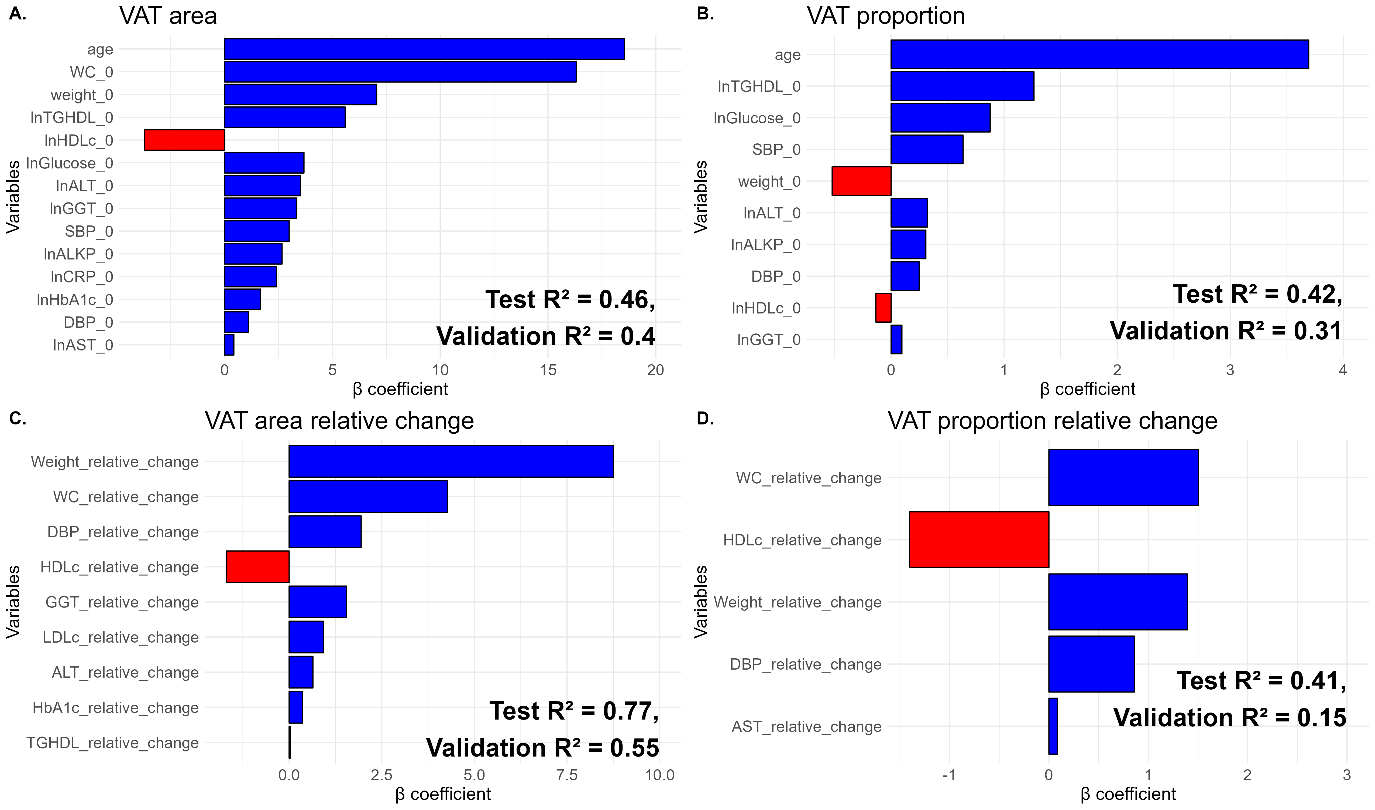 A.
VAT area
Variables
age
WC_0
weight_0
lnTGHDL_0
lnHDLc_0
lnGlucose_0
lnALT_0
lnGGT_0
SBP_0
lnALKP_0
lnCRP_0
lnHbA1c_0
DBP_0
lnAST_0
Test R² = 0.46,
Validation R² = 0.4
0 5 10 15 20
β coefficient
B.
VAT proportion
Variables
age
lnTGHDL_0
lnGlucose_0
SBP_0
weight_0
lnALT_0
lnALKP_0
DBP_0
lnHDLc_0
lnGGT_0
Test R² = 0.42,
Validation R² = 0.31
0 1 2 3 4
β coefficient
C.
VAT area relative change
Variables
Weight_relative_change
WC_relative_change
DBP_relative_change
HDLc_relative_change
GGT_relative_change
LDLc_relative_change
ALT_relative_change
HbA1c_relative_change
TGHDL_relative_change
Test R² = 0.77,
Validation R² = 0.55
0.0 2.5 5.0 7.5 10.0
β coefficient
D.
VAT proportion relative change
Variables
WC_relative_change
HDLc_relative_change
Weight_relative_change
DBP_relative_change
AST_relative_change
Test R² = 0.41,
Validation R² = 0.15
-1 0 1 2 3
β coefficient